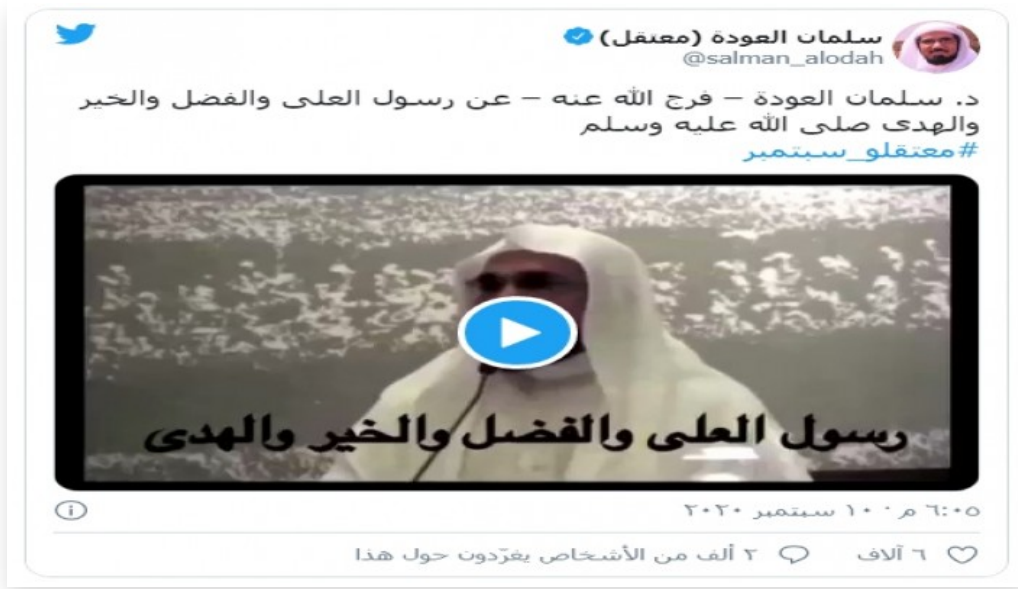 سلمان العودة (معتقل)
@salman_alodah
د. سلمان العودة – فرج الله عنه – عن رسول العلى والفضل والخير
والهدى صلى الله عليه وسلم
#معتقلو_سبتمبر
رسول العلى والفضل والخير والهدى
٦:٠٥ م · ١٠ سبتمبر ٢٠٢٠
٦ آلاف ٢ ألف من الأشخاص يغرّدون حول هذا